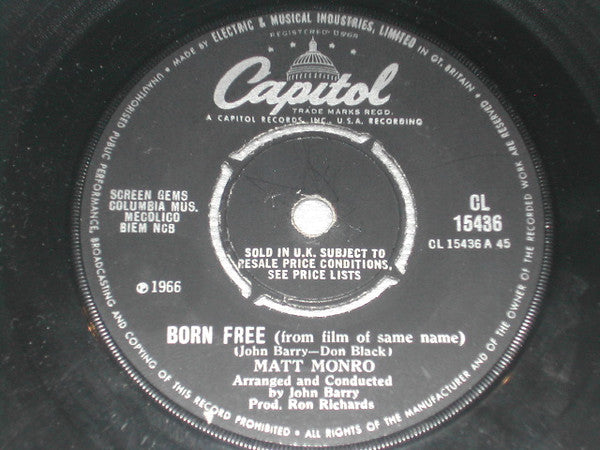 MADE BY ELECTRIC & MUSICAL INDUSTRIES, LIMITED IN GT. BRITAIN •
REGISTERED USER
Capitol
TRADE MARKS REGD.
A CAPITOL RECORDS, INC., U.S.A. RECORDING
SCREEN GEMS
COLUMBIA MUS.
MECOLICO
BIEM NCB
CL
15436
CL 15436 A 45
SOLD IN U.K. SUBJECT TO
RESALE PRICE CONDITIONS,
SEE PRICE LISTS
℗1966
BORN FREE (from film of same name)
(John Barry—Don Black)
MATT MONRO
Arranged and Conducted
by John Barry
Prod. Ron Richards
ALL RIGHTS OF THE MANUFACTURER AND OF THE OWNER OF THE RECORDED WORK ARE RESERVED •
UNAUTHORISED PUBLIC PERFORMANCE, BROADCASTING AND COPYING OF THIS RECORD PROHIBITED •